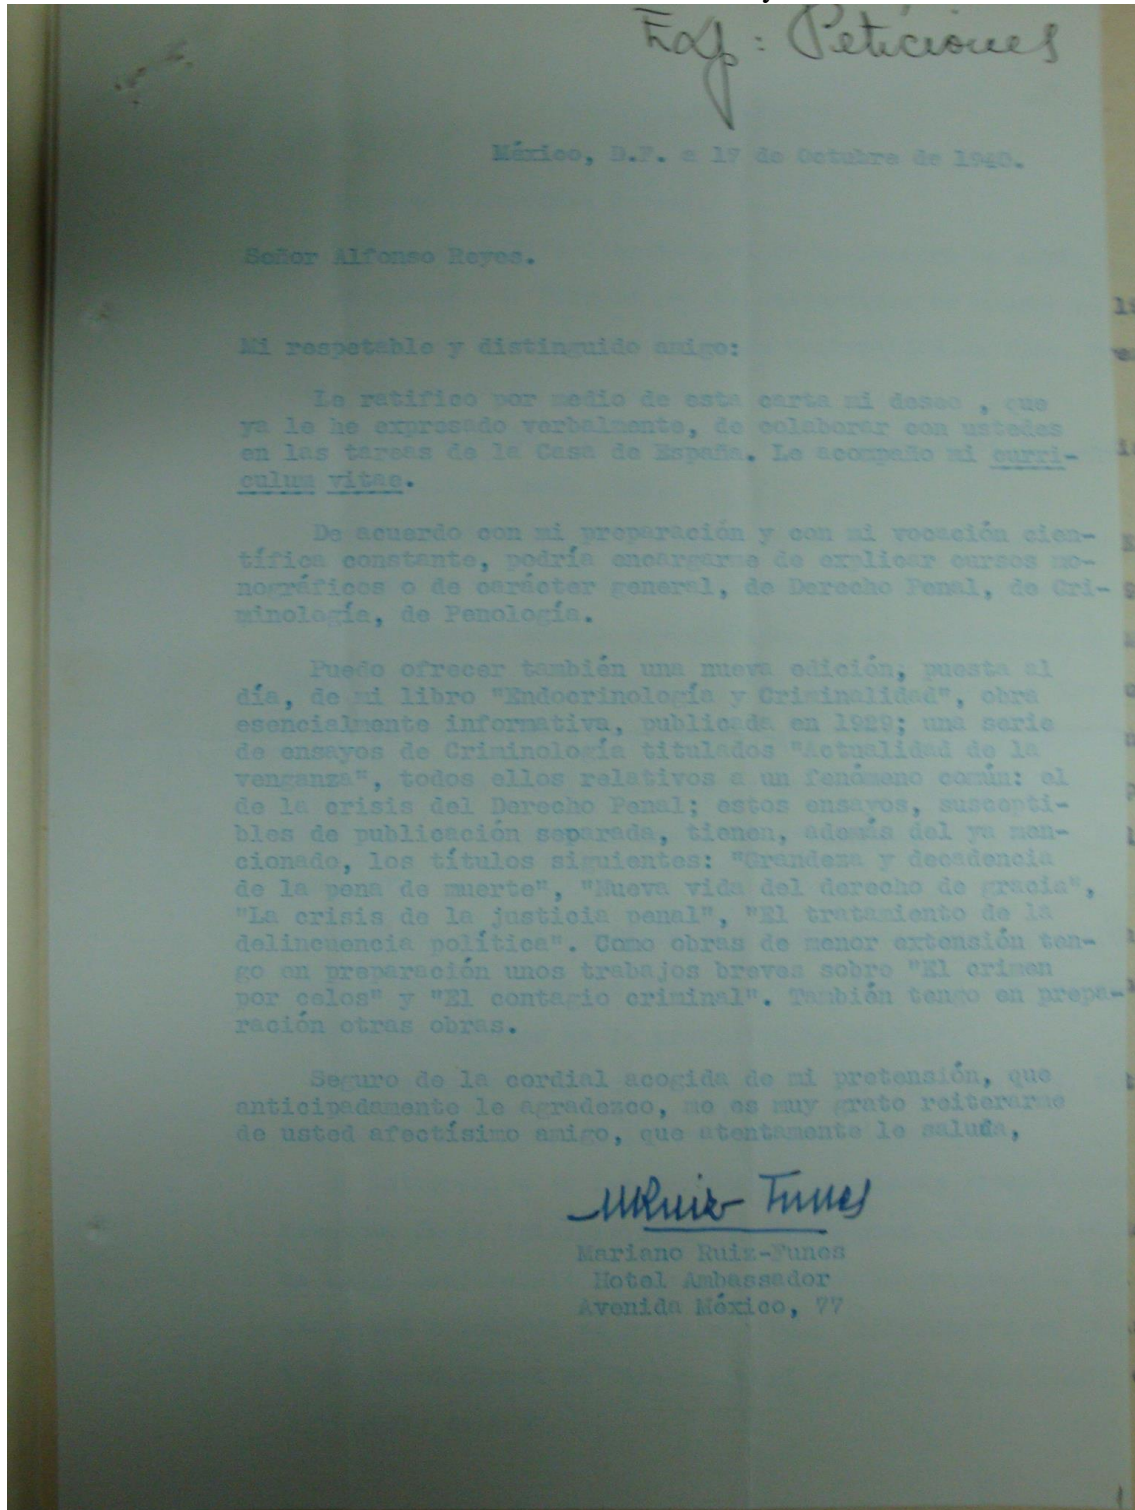 Exp: Peticiones
México, D.F. a 17 de Octubre de 1940.
Señor Alfonso Reyes.
Mi respetable y distinguido amigo:
Le ratifico por medio de esta carta mi deseo , que
ya le he expresado verbalmente, de colaborar con ustedes
en las tareas de la Casa de España. Le acompaño mi curri-
culum vitae.
De acuerdo con mi preparación y con mi vocación cien-
tífica constante, podría encargarme de explicar cursos mo-
nográficos o de carácter general, de Derecho Penal, de Cri-
minología, de Penología.
Puedo ofrecer también una nueva edición, puesta al
día, de mi libro "Endocrinología y Criminalidad", obra
esencialmente informativa, publicada en 1929; una serie
de ensayos de Criminología titulados "Actualidad de la
venganza", todos ellos relativos a un fenómeno común: el
de la crisis del Derecho Penal; estos ensayos, suscepti-
bles de publicación separada, tienen, además del ya men-
cionado, los títulos siguientes: "Grandeza y decadencia
de la pena de muerte", "Nueva vida del derecho de gracia",
"La crisis de la justicia penal", "El tratamiento de la
delincuencia política". Como obras de menor extensión ten-
go en preparación unos trabajos breves sobre "El crimen
por celos" y "El contagio criminal". También tengo en prepa-
ración otras obras.
Seguro de la cordial acogida de mi pretensión, que
anticipadamente le agradezco, me es muy grato reiterarme
de usted afectísimo amigo, que atentamente le saluda,
MRuiz Funes
Mariano Ruiz-Funes
Hotel Ambassador
Avenida México, 77